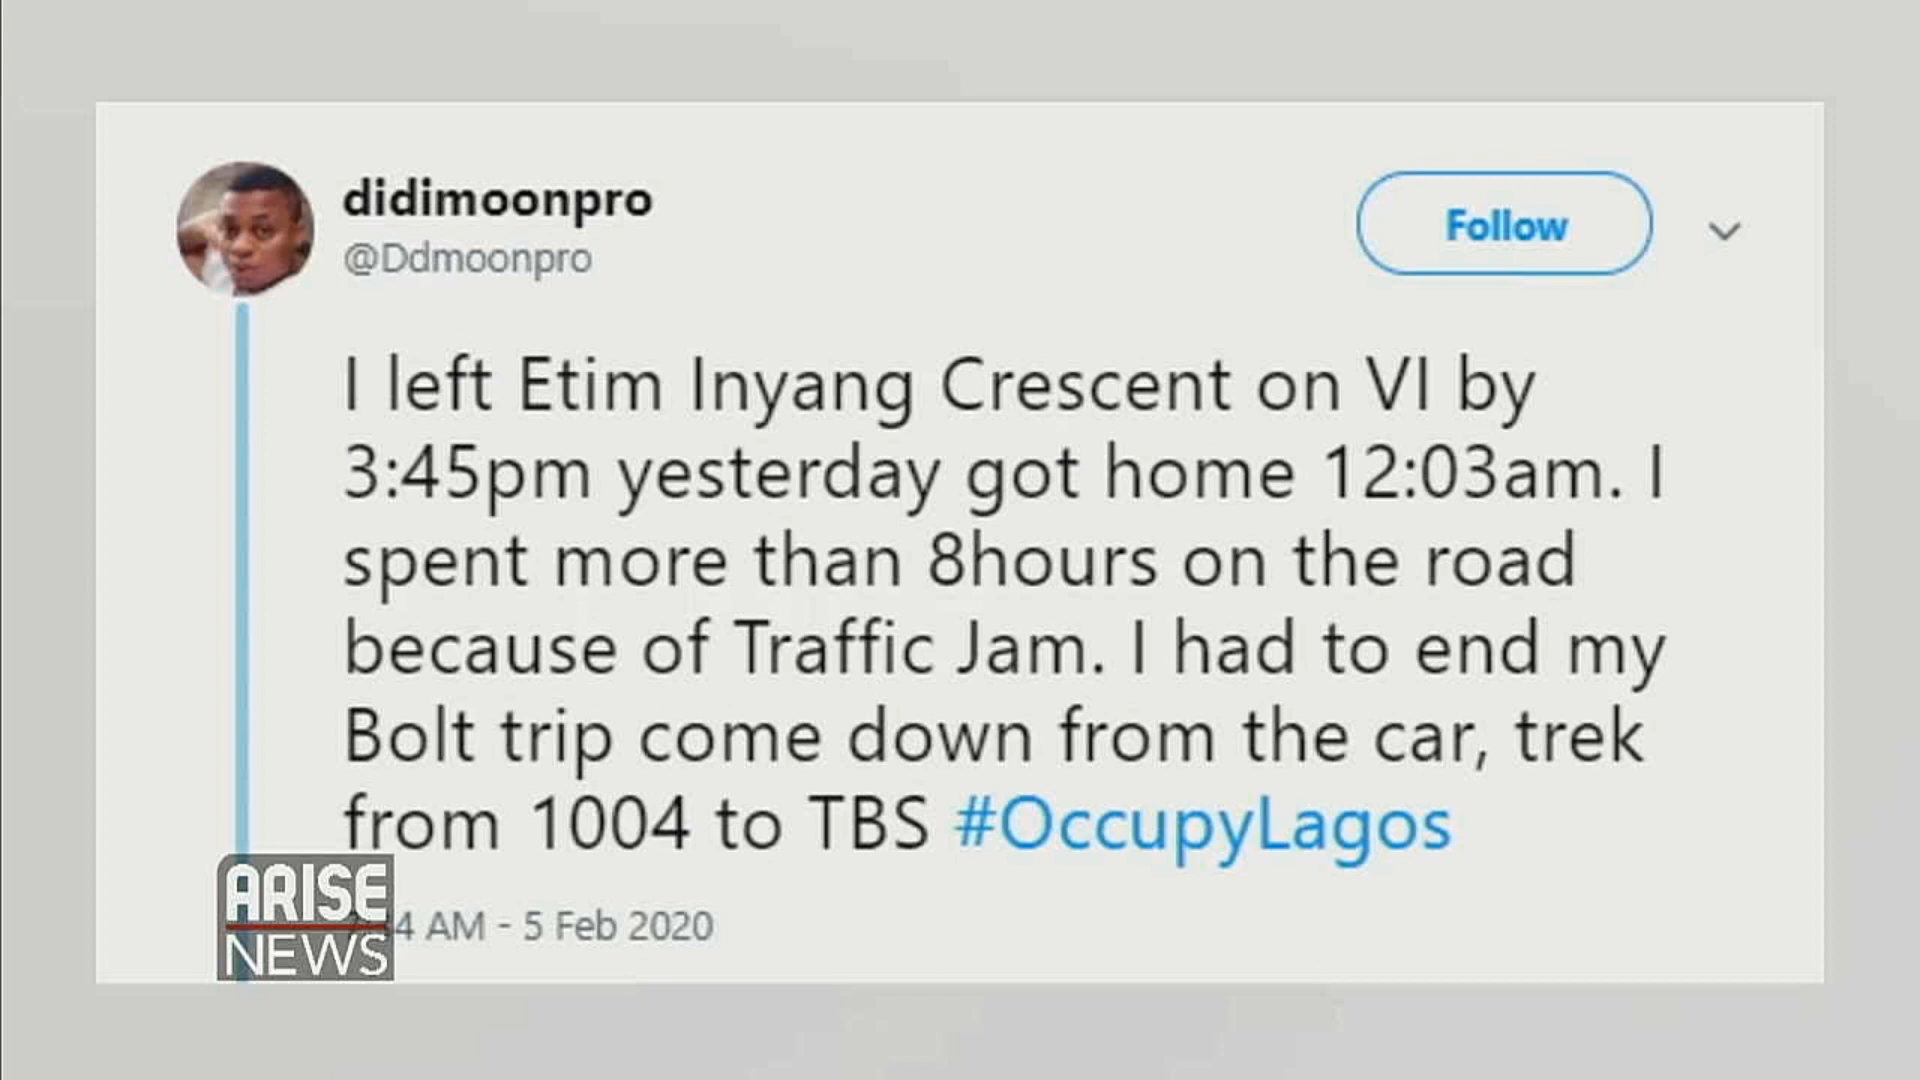 didimoonpro
@Ddmoonpro
Follow
I left Etim Inyang Crescent on VI by
3:45pm yesterday got home 12:03am. I
spent more than 8hours on the road
because of Traffic Jam. I had to end my
Bolt trip come down from the car, trek
from 1004 to TBS #OccupyLagos
AM - 5 Feb 2020
ARISE
NEWS